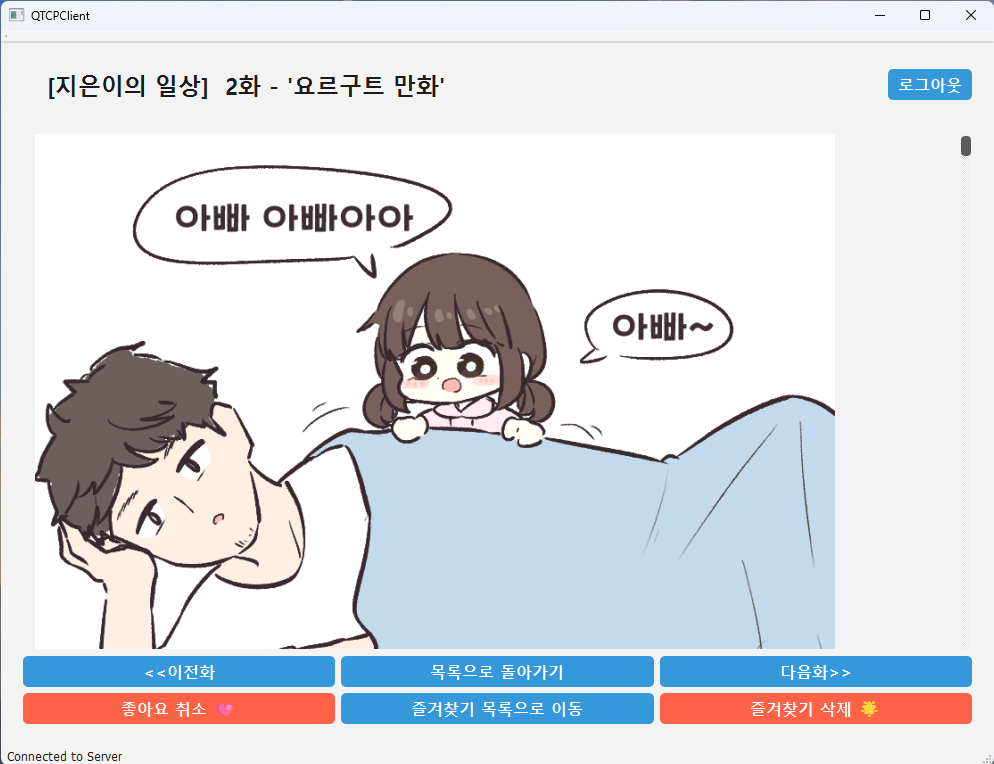 QTCPClient
[지은이의 일상] 2화 - '요르구트 만화'
로그아웃
아빠 아빠아아
아빠~
<<이전화
목록으로 돌아가기
다음화>>
좋아요 취소 💗
즐겨찾기 목록으로 이동
즐겨찾기 삭제 🌟
Connected to Server